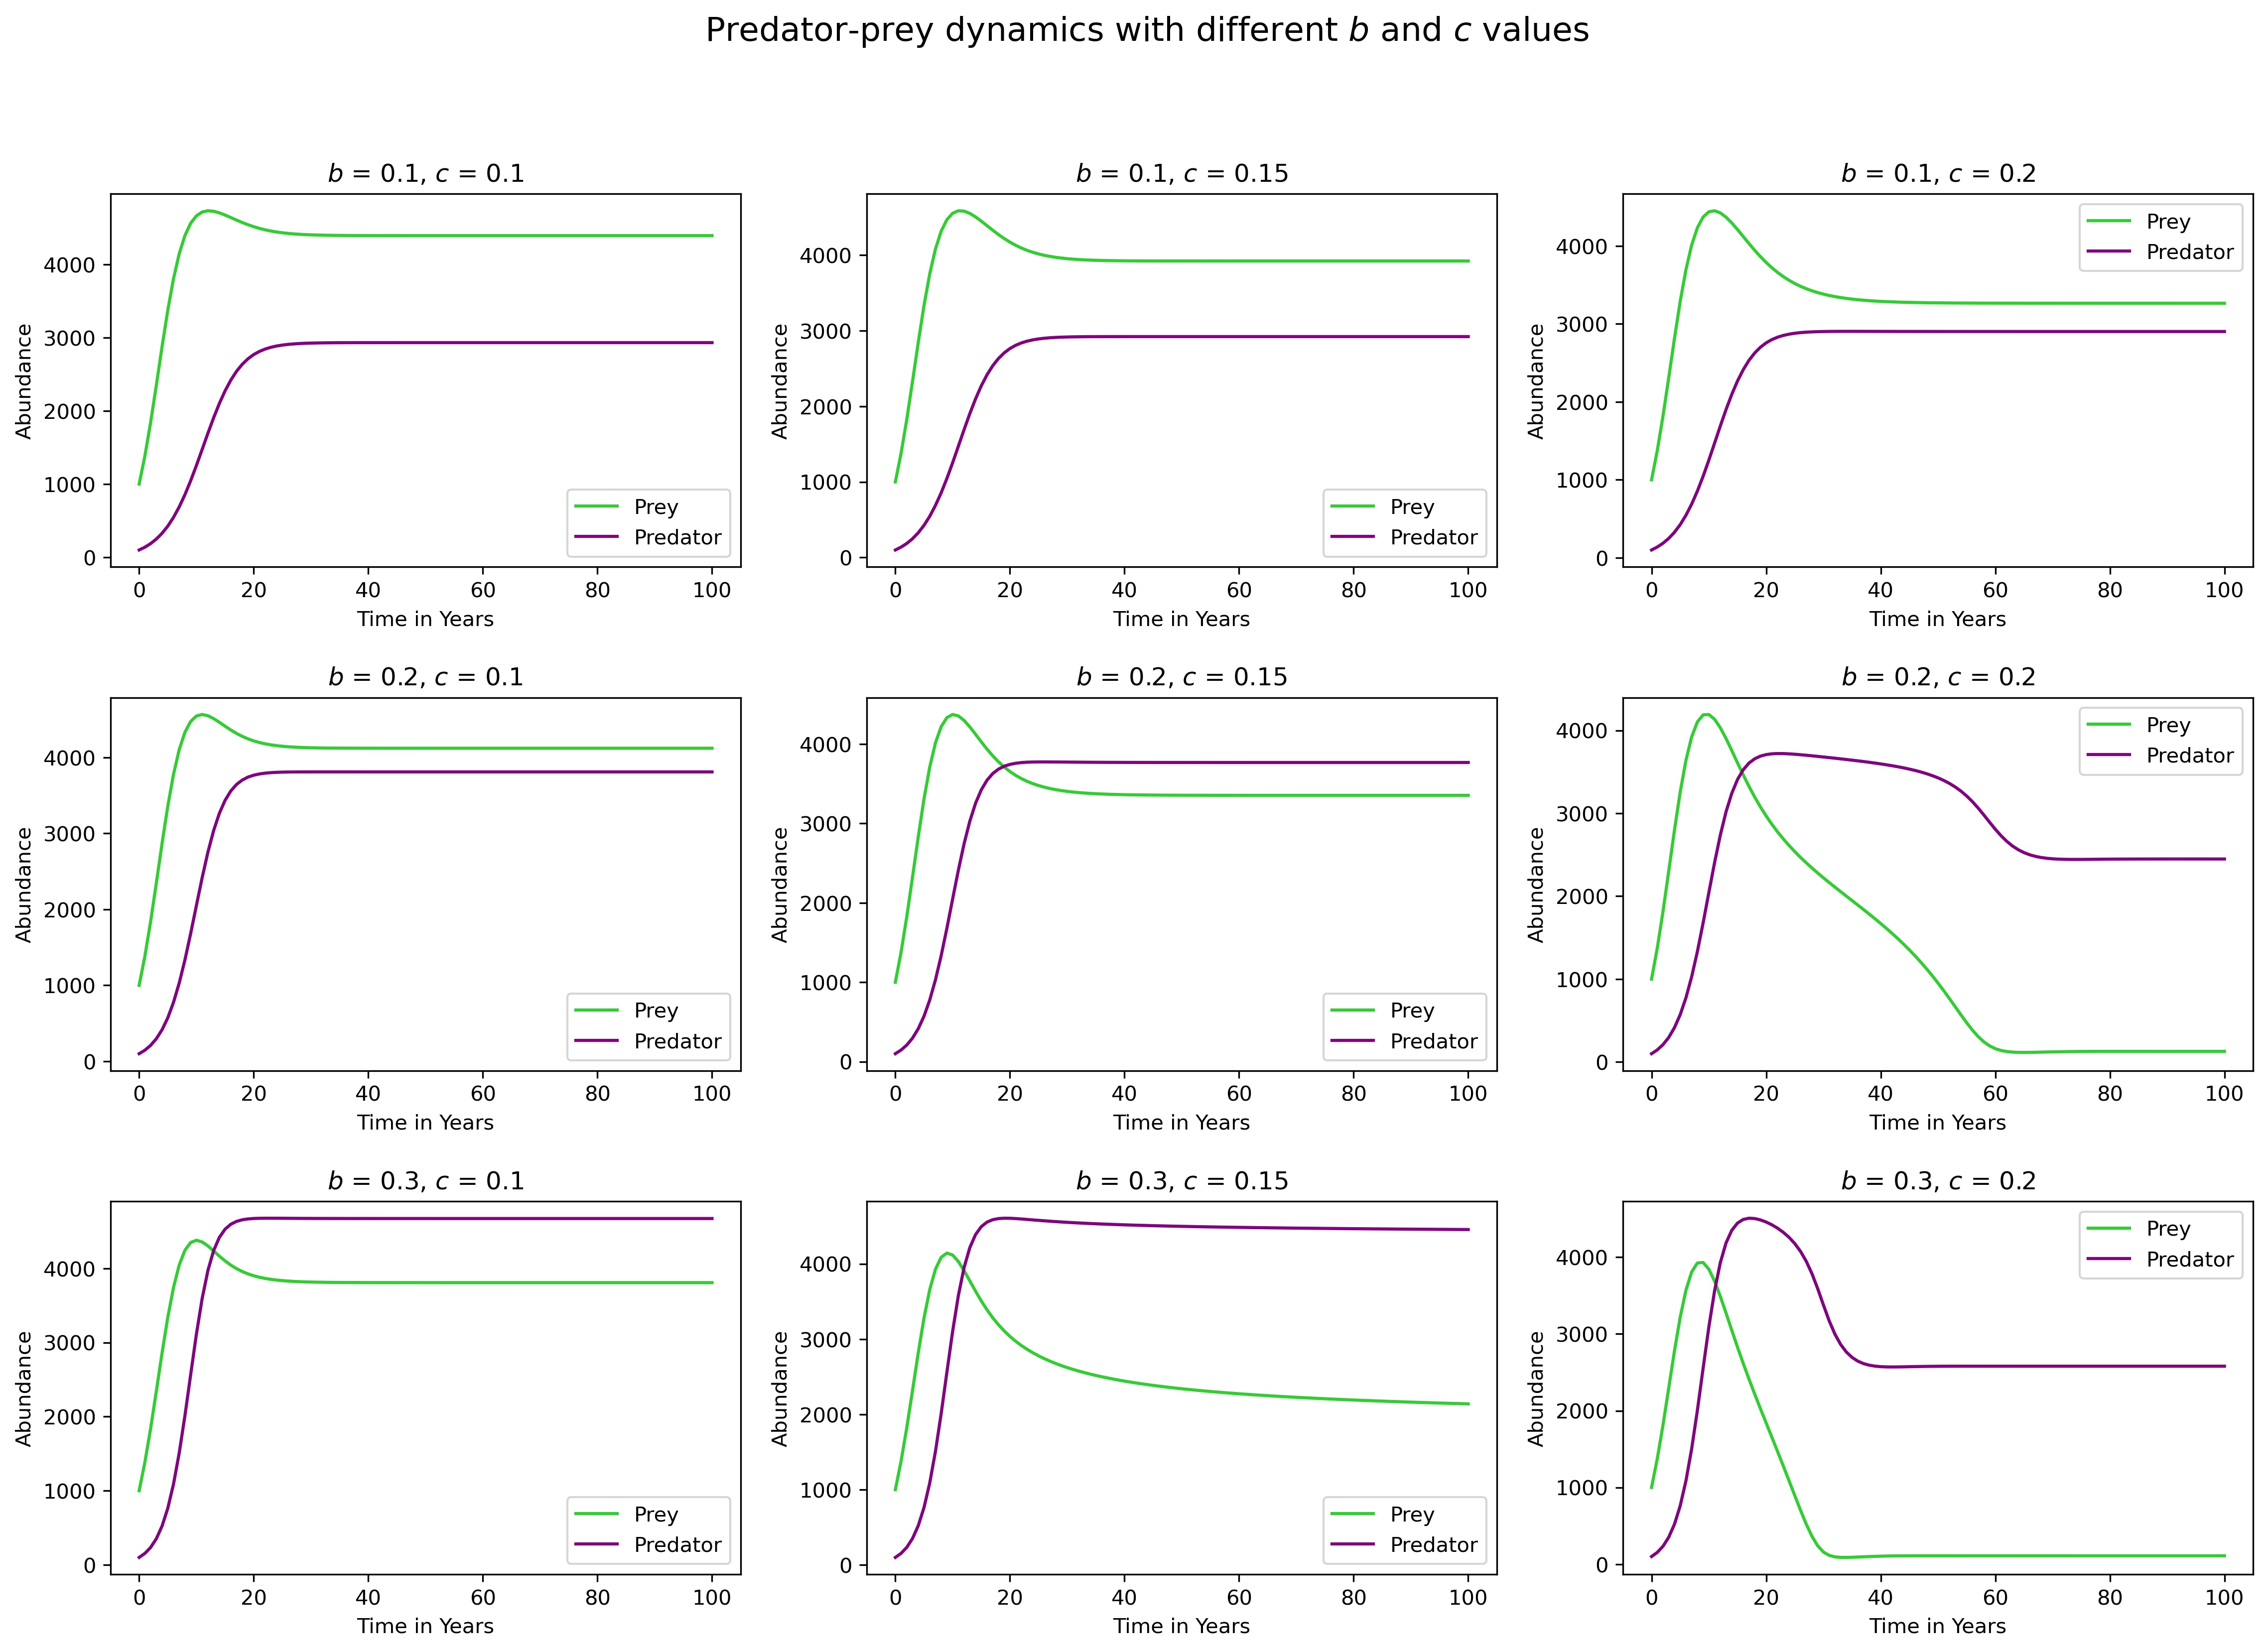 Predator-prey dynamics with different b and c values
b = 0.1, c = 0.1
Abundance
4000
3000
2000
1000
0
Prey
Predator
0 20 40 60 80 100
Time in Years
b = 0.1, c = 0.15
Abundance
4000
3000
2000
1000
0
Prey
Predator
0 20 40 60 80 100
Time in Years
b = 0.1, c = 0.2
Abundance
4000
3000
2000
1000
0
Prey
Predator
0 20 40 60 80 100
Time in Years
b = 0.2, c = 0.1
Abundance
4000
3000
2000
1000
0
Prey
Predator
0 20 40 60 80 100
Time in Years
b = 0.2, c = 0.15
Abundance
4000
3000
2000
1000
0
Prey
Predator
0 20 40 60 80 100
Time in Years
b = 0.2, c = 0.2
Abundance
4000
3000
2000
1000
0
Prey
Predator
0 20 40 60 80 100
Time in Years
b = 0.3, c = 0.1
Abundance
4000
3000
2000
1000
0
Prey
Predator
0 20 40 60 80 100
Time in Years
b = 0.3, c = 0.15
Abundance
4000
3000
2000
1000
0
Prey
Predator
0 20 40 60 80 100
Time in Years
b = 0.3, c = 0.2
Abundance
4000
3000
2000
1000
0
Prey
Predator
0 20 40 60 80 100
Time in Years